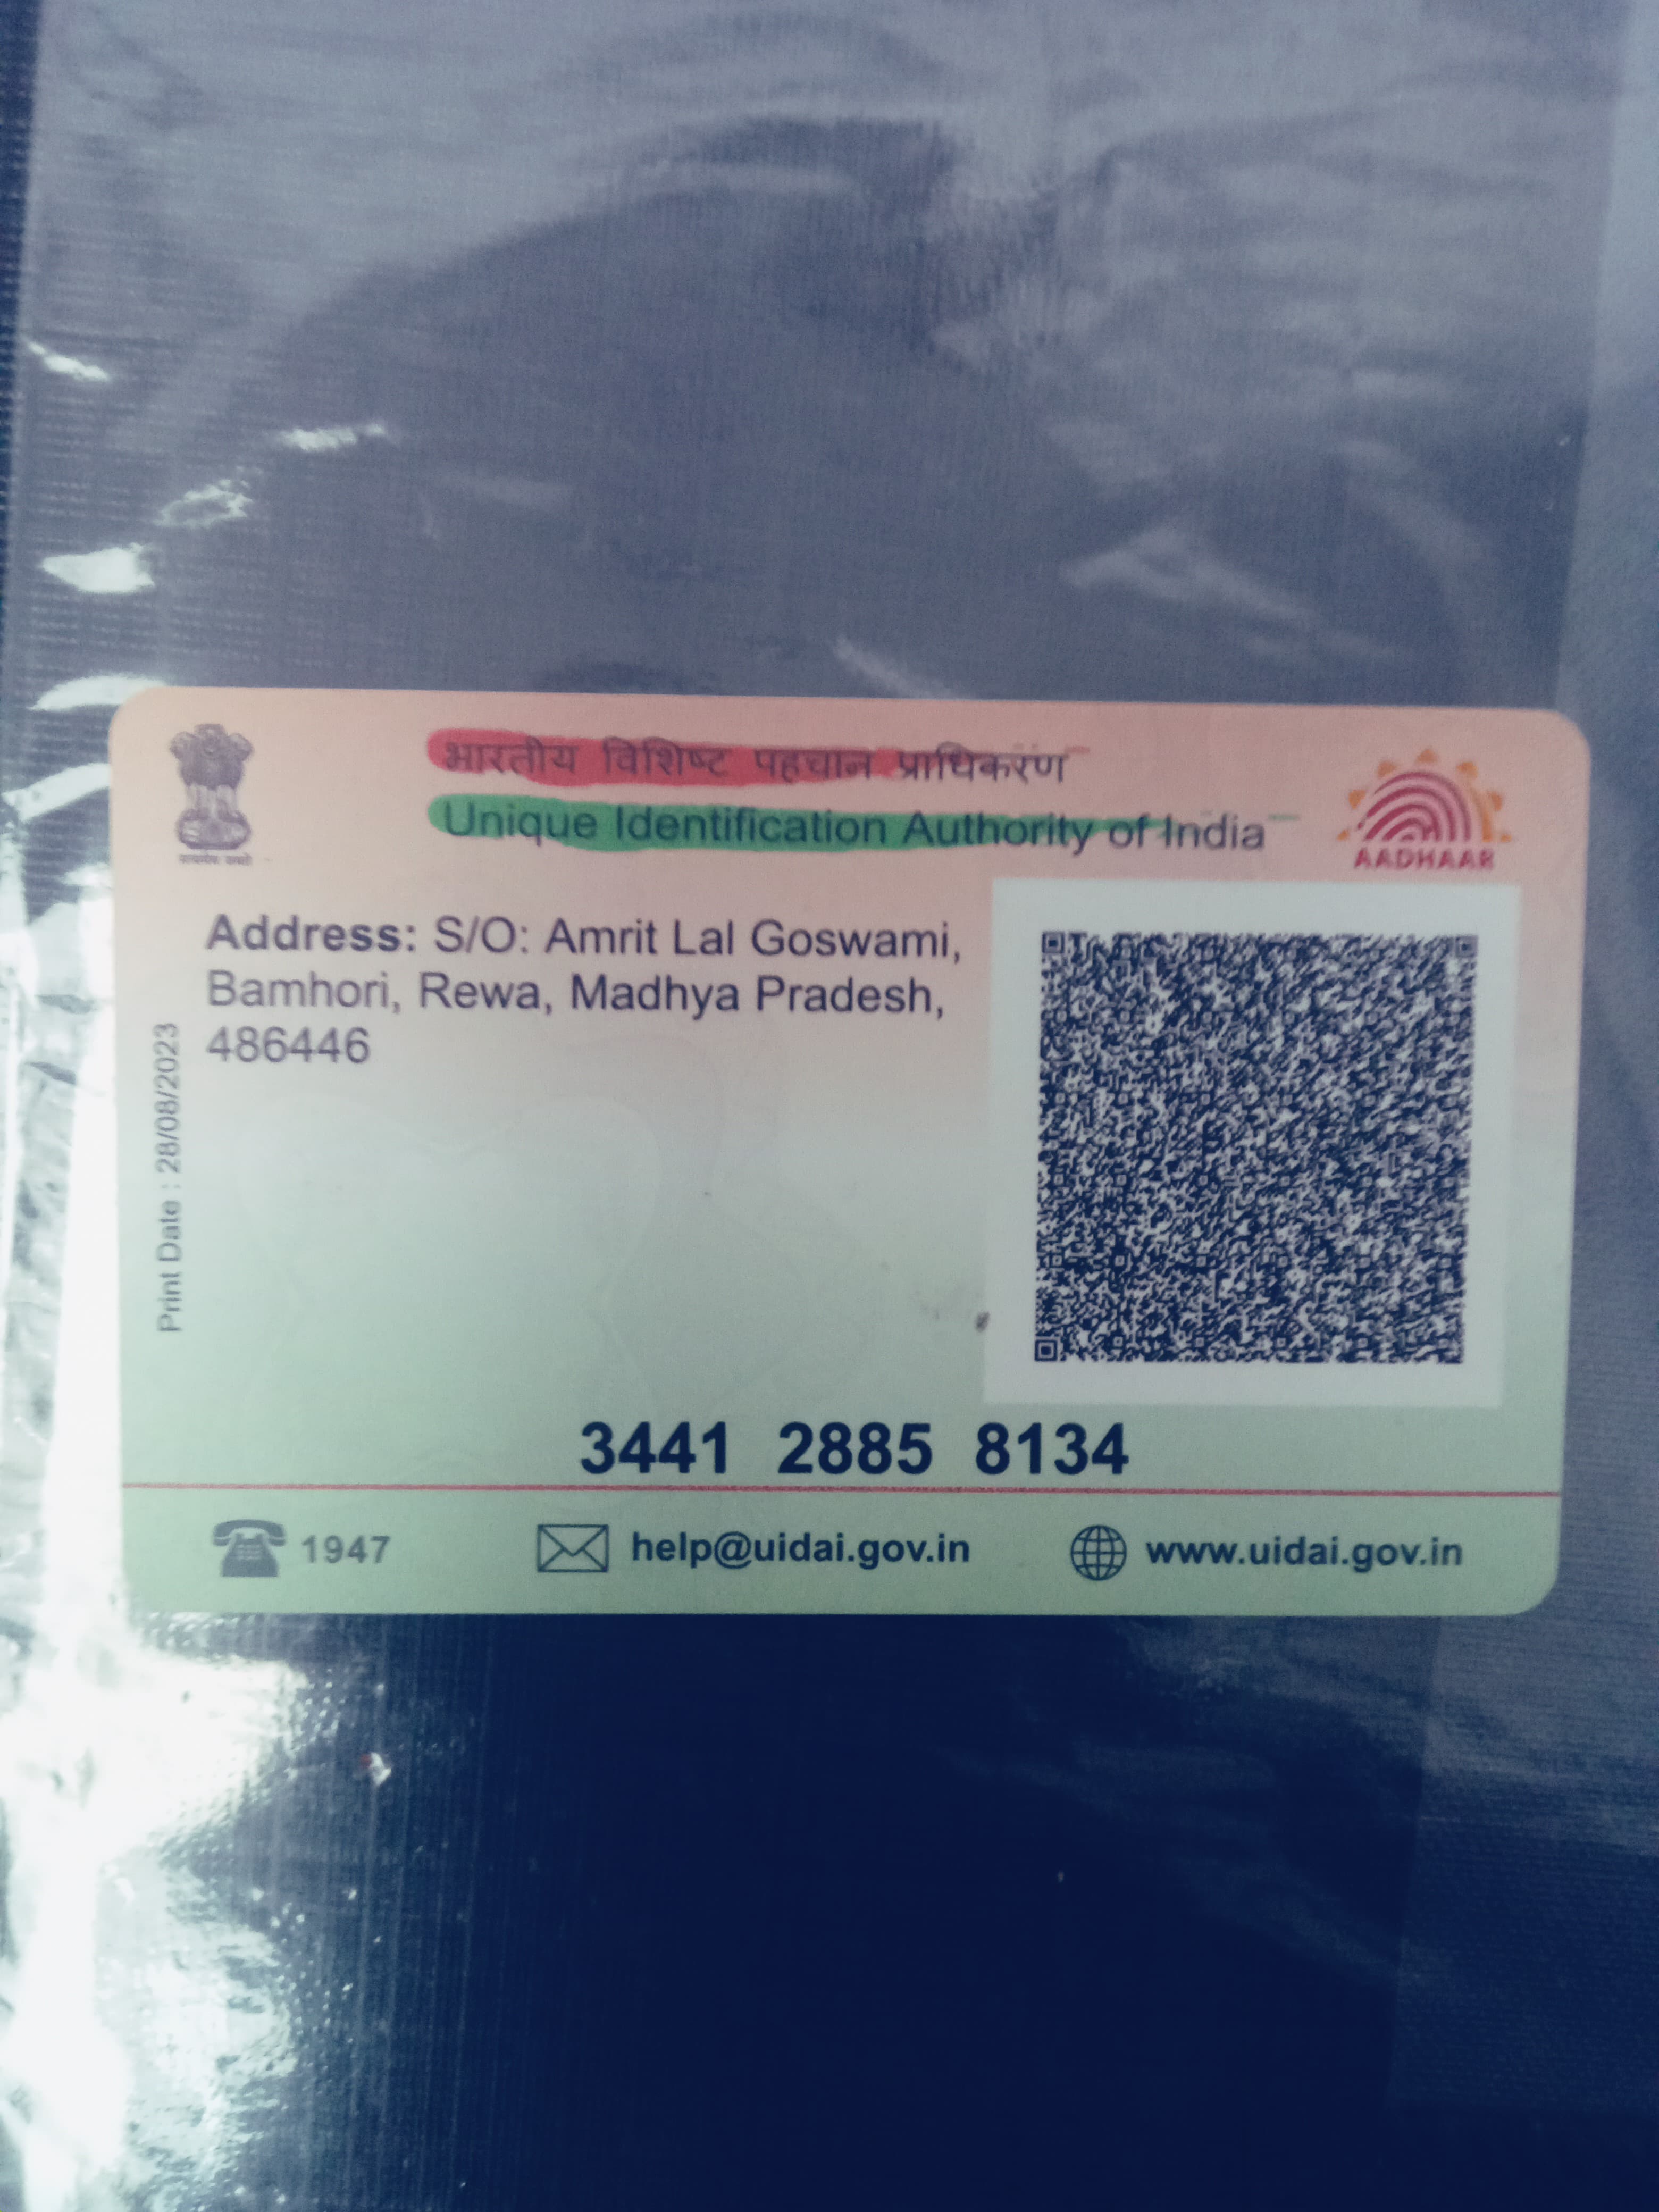 भारतीय विशिष्ट पहचान प्राधिकरण
Unique Identification Authority of India
AADHAAR
Address: S/O: Amrit Lal Goswami,
Bamhori, Rewa, Madhya Pradesh,
486446
Print Date : 28/08/2023
3441 2885 8134
1947
help@uidai.gov.in
www.uidai.gov.in